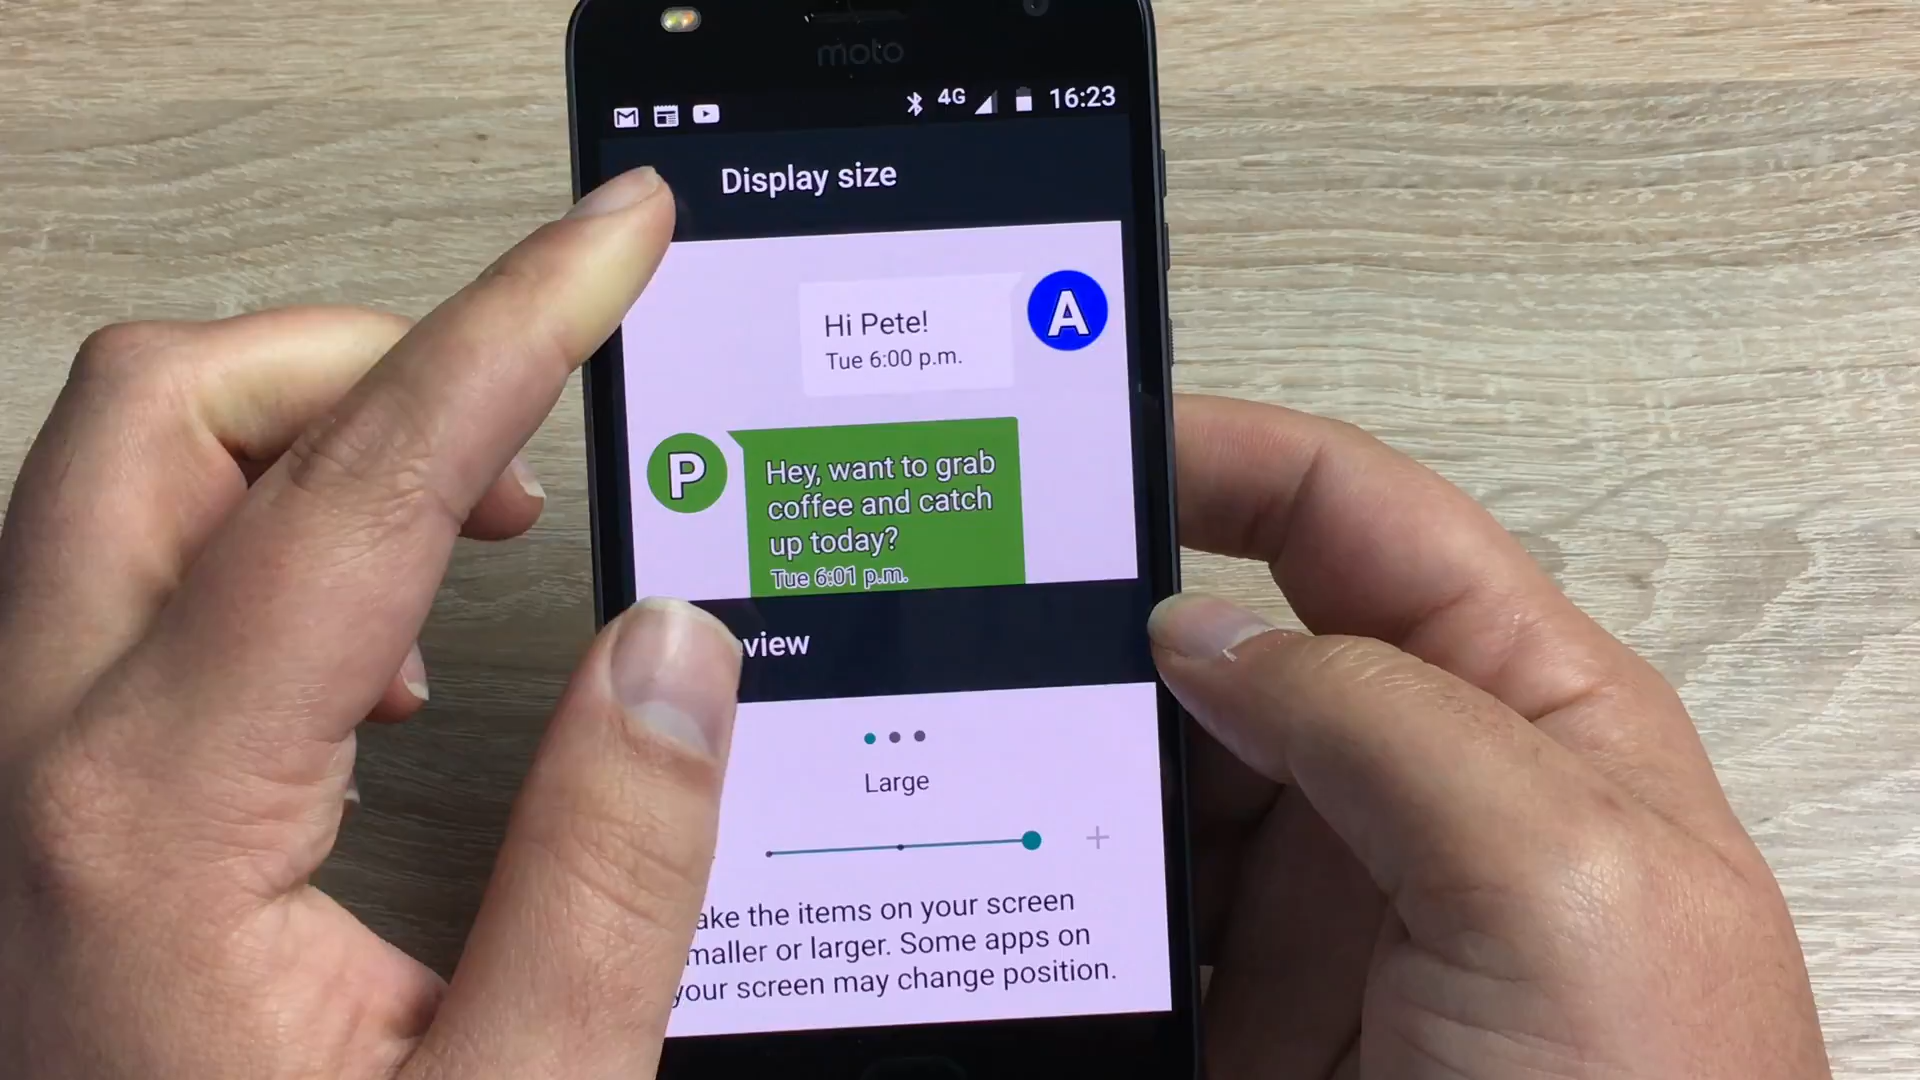 moto
4G 16:23
Display size
Hi Pete!
Tue 6:00 p.m.
A
P
Hey, want to grab
coffee and catch
up today?
Tue 6:01 p.m.
view
Large
+
ake the items on your screen
maller or larger. Some apps on
your screen may change position.